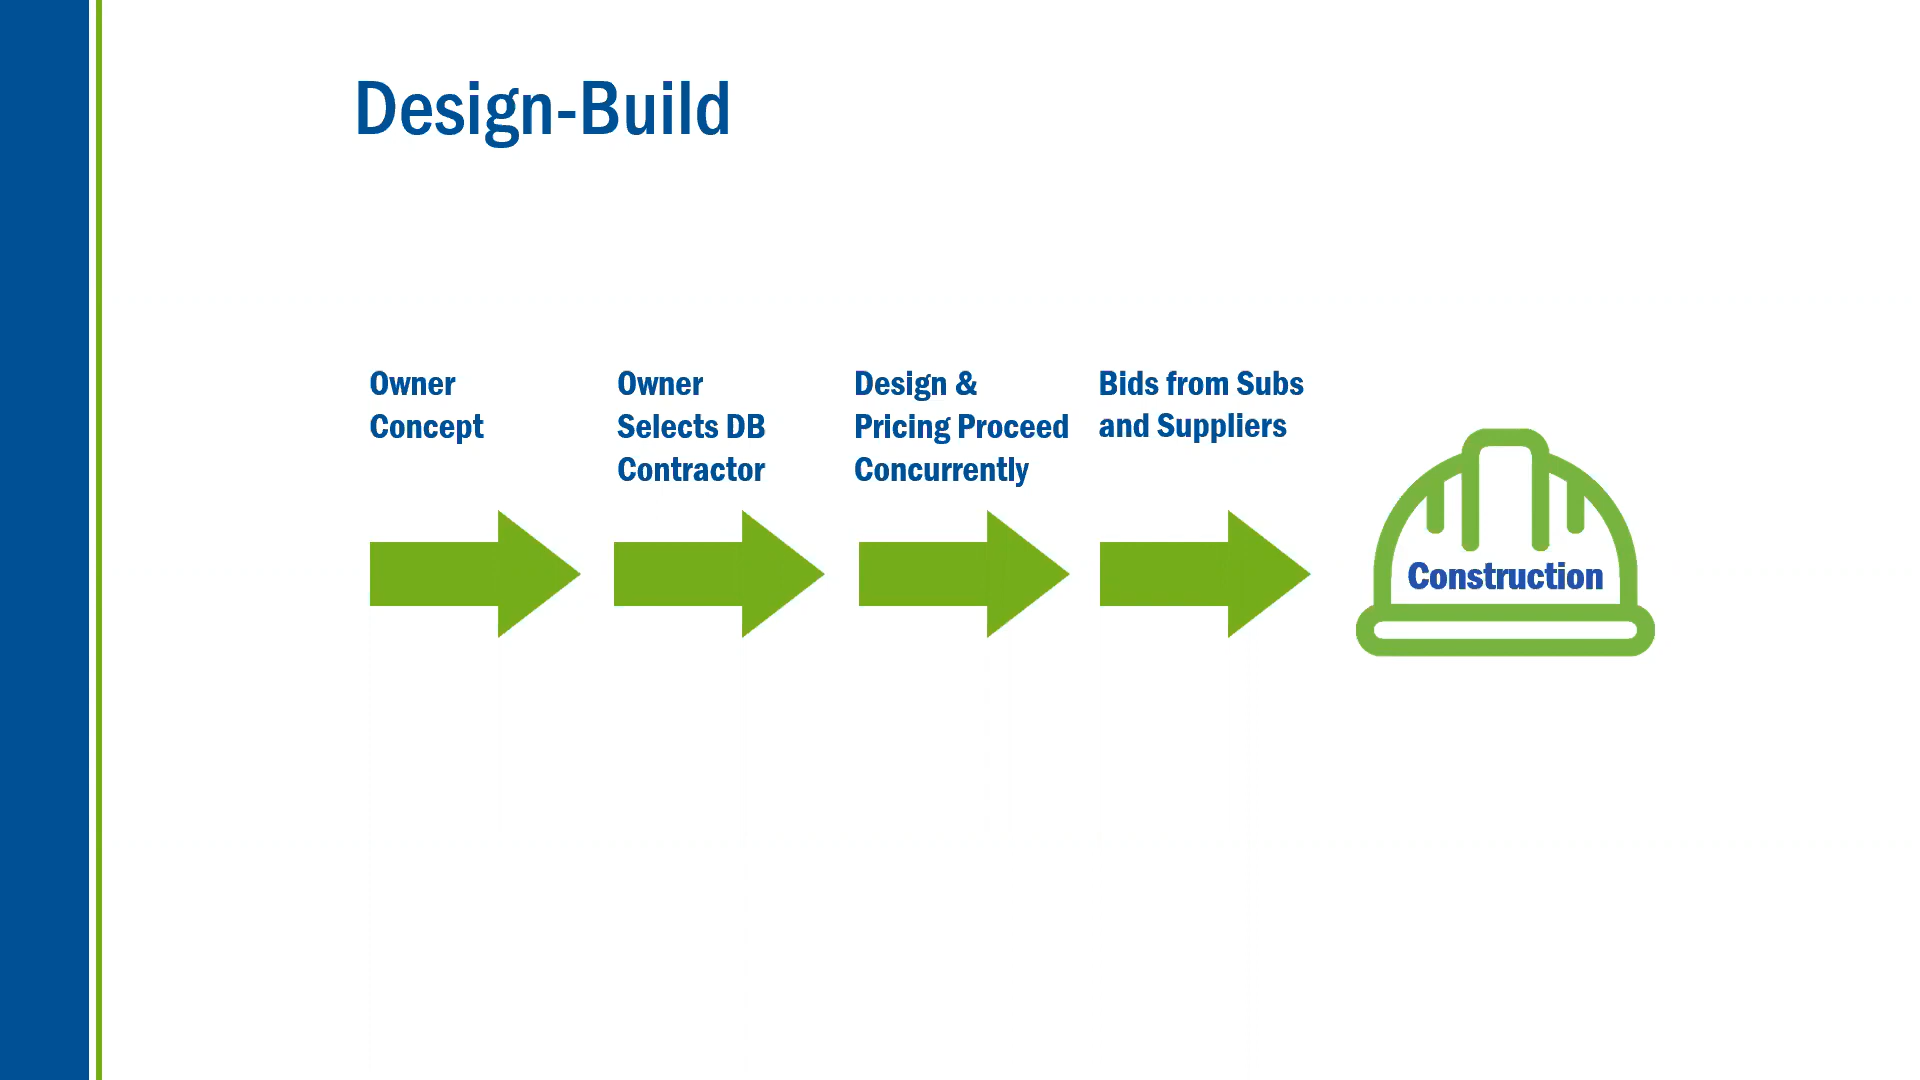 Design-Build
Owner
Concept
Owner
Selects DB
Contractor
Design &
Pricing Proceed
Concurrently
Bids from Subs
and Suppliers
Construction